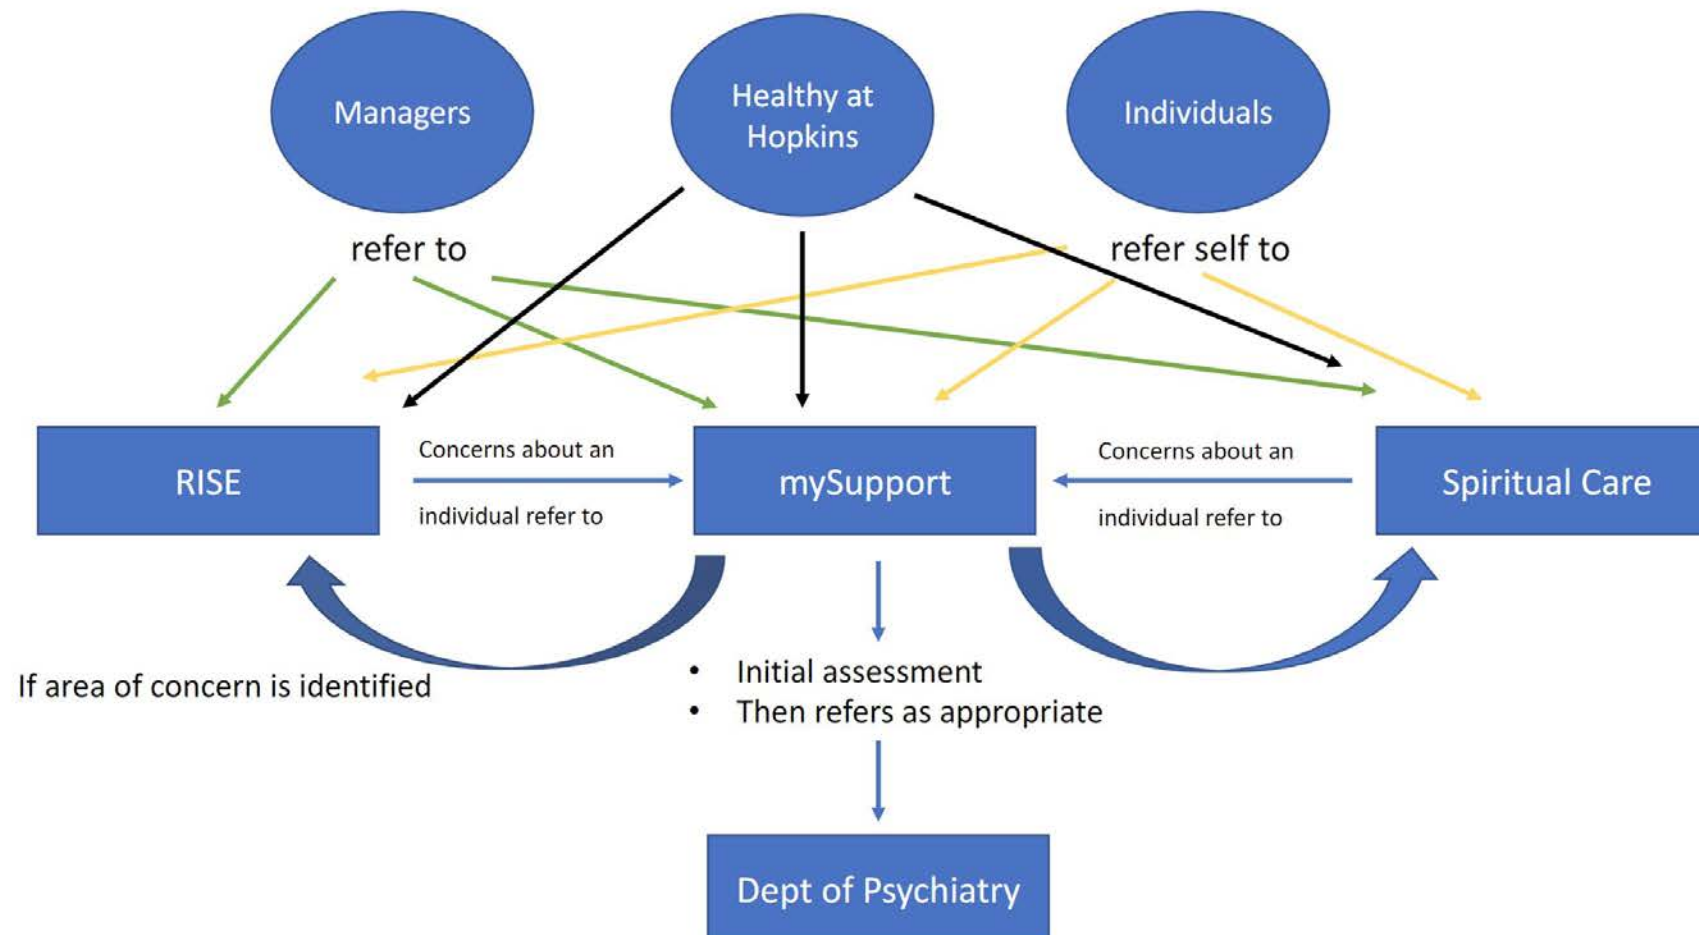 Managers
Healthy at
Hopkins
Individuals
refer to
refer self to
RISE
Concerns about an
individual refer to
mySupport
Concerns about an
individual refer to
Spiritual Care
If area of concern is identified
• Initial assessment
• Then refers as appropriate
Dept of Psychiatry